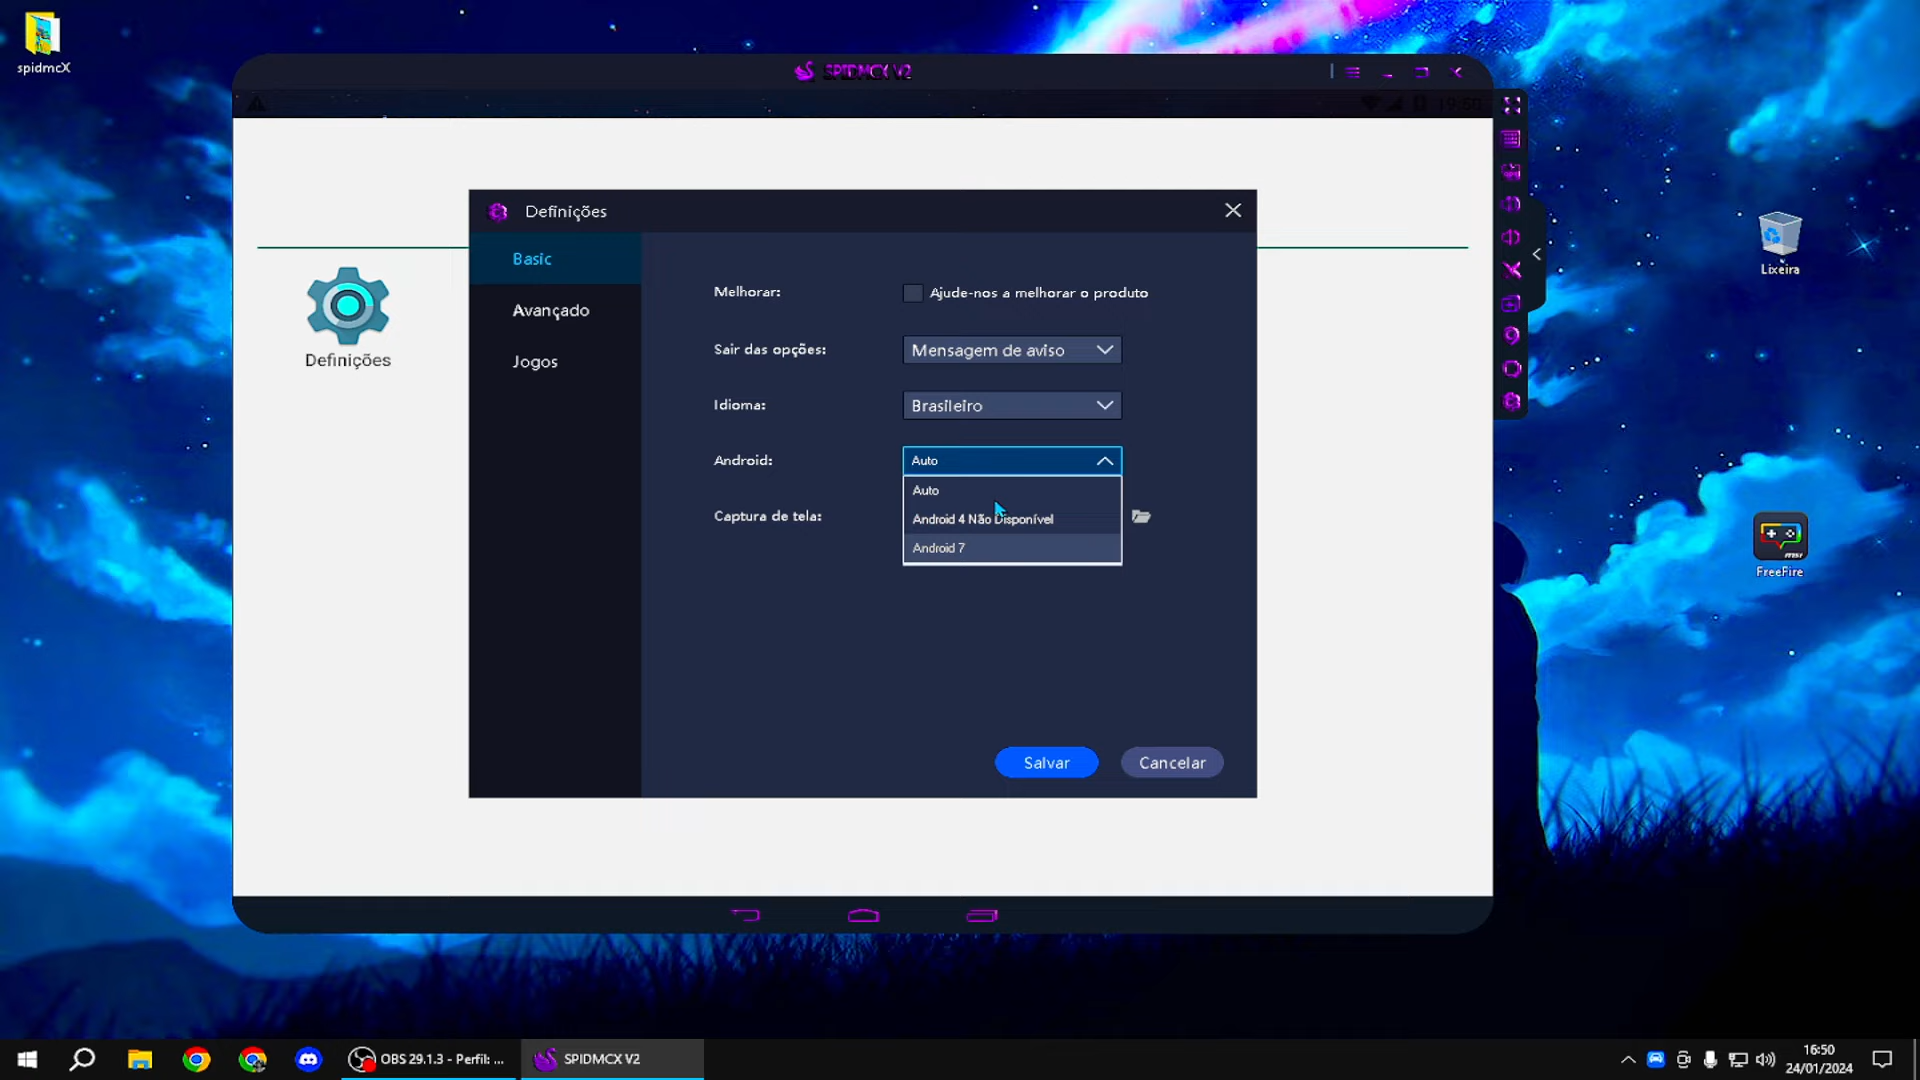 spidmcX
SPIDMCX V2
19:50
Definições
Basic
Avançado
Jogos
Melhorar:
Ajude-nos a melhorar o produto
Sair das opções:
Mensagem de aviso
Idioma:
Brasileiro
Android:
Auto
Auto
Android 4 Não Disponível
Android 7
Captura de tela:
Salvar
Cancelar
Definições
Lixeira
FreeFire
OBS 29.1.3 - Perfil: ...
SPIDMCX V2
16:50
24/01/2024